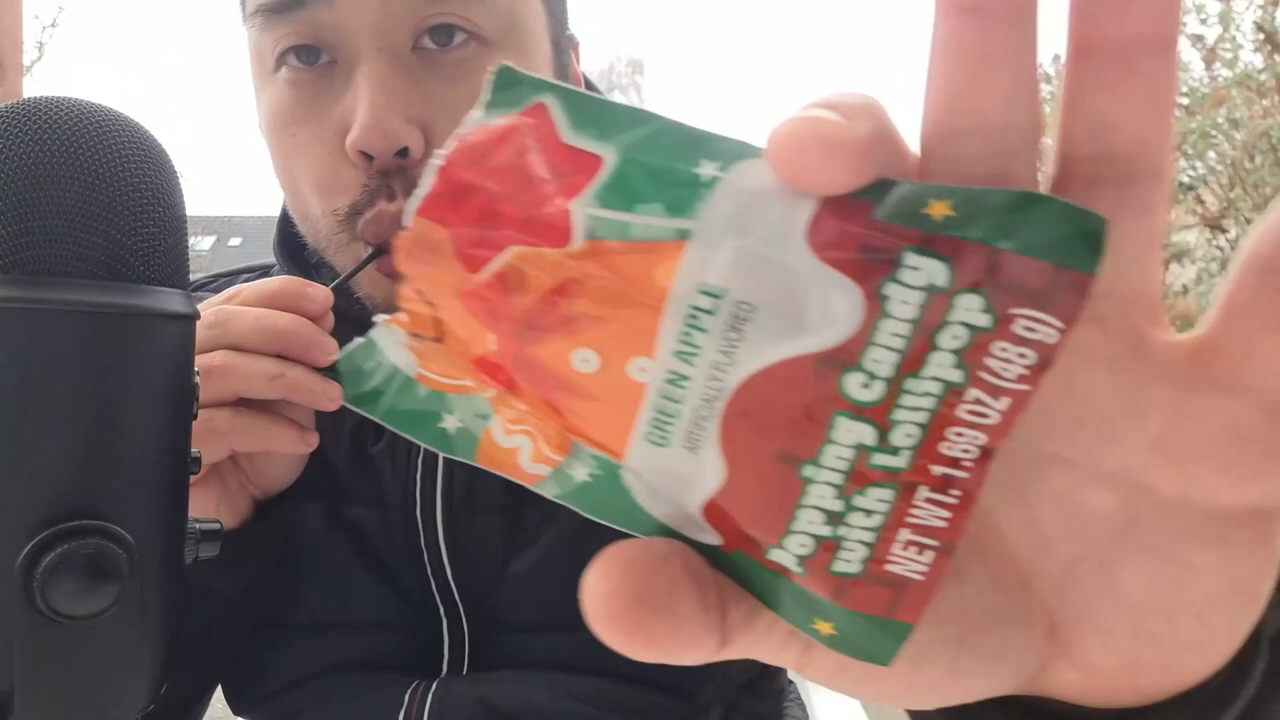 GREEN APPLE
ARTIFICIALLY FLAVORED
Popping Candy
with Lollipop
NET WT. 1.69 OZ (48 g)